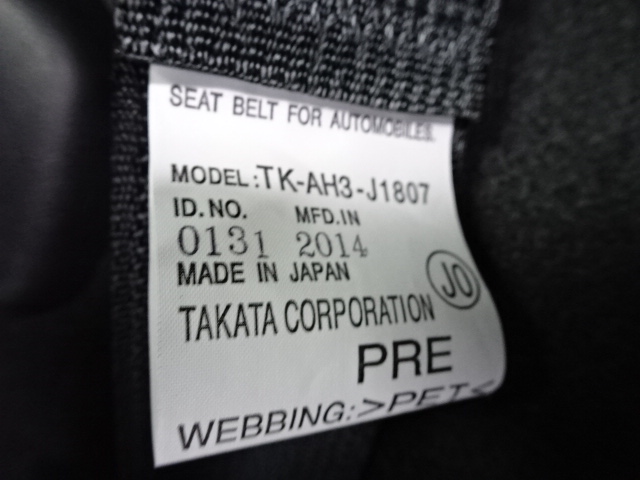 SEAT BELT FOR AUTOMOBILES.
MODEL:TK-AH3-J1807
ID.NO. MFD.IN
0131 2014
MADE IN JAPAN
JO
TAKATA CORPORATION
PRE
WEBBING:>PET<